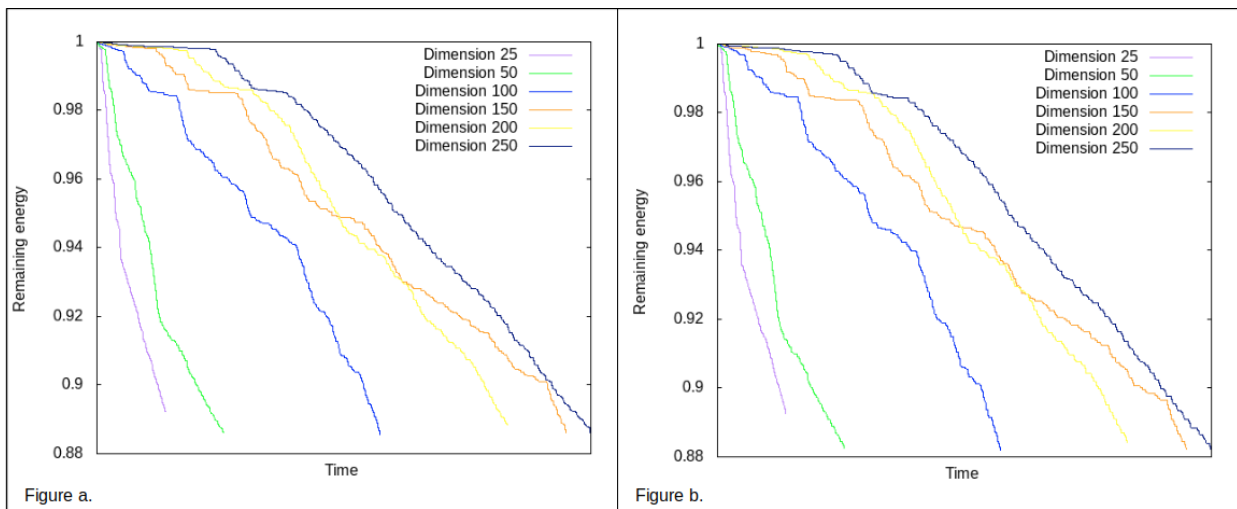 1
0.98
0.96
0.94
0.92
0.9
0.88
Remaining energy
Time
Dimension 25
Dimension 50
Dimension 100
Dimension 150
Dimension 200
Dimension 250
Figure a.
1
0.98
0.96
0.94
0.92
0.9
0.88
Remaining energy
Time
Dimension 25
Dimension 50
Dimension 100
Dimension 150
Dimension 200
Dimension 250
Figure b.